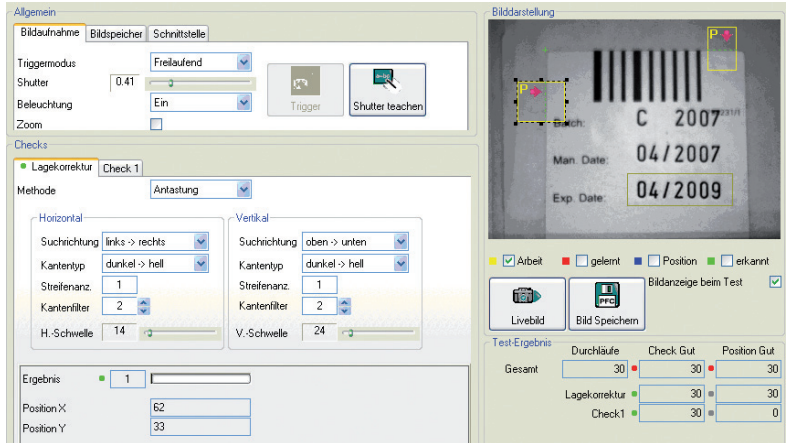 Allgemein
Bildaufnahme Bildspeicher Schnittstelle
Triggermodus Freilaufend
Shutter 0.41
Beleuchtung Ein
Zoom
Trigger
Shutter teachen
Checks
Lagekorrektur Check 1
Methode Antastung
Horizontal
Suchrichtung links -> rechts
Kantentyp dunkel -> hell
Streifenanz. 1
Kantenfilter 2
H.-Schwelle 14
Vertikal
Suchrichtung oben -> unten
Kantentyp dunkel -> hell
Streifenanz. 1
Kantenfilter 2
V.-Schwelle 24
Ergebnis 1
Position X 62
Position Y 33
Bilddarstellung
P
P
Batch: C 2007
Man. Date: 04/2007
Exp. Date: 04/2009
Arbeit gelernt Position erkannt
Livebild
PFC
Bild Speichern
Bildanzeige beim Test
Test-Ergebnis
Durchläufe Check Gut Position Gut
Gesamt 30 30 30
Lagekorrektur 30 30
Check1 30 0